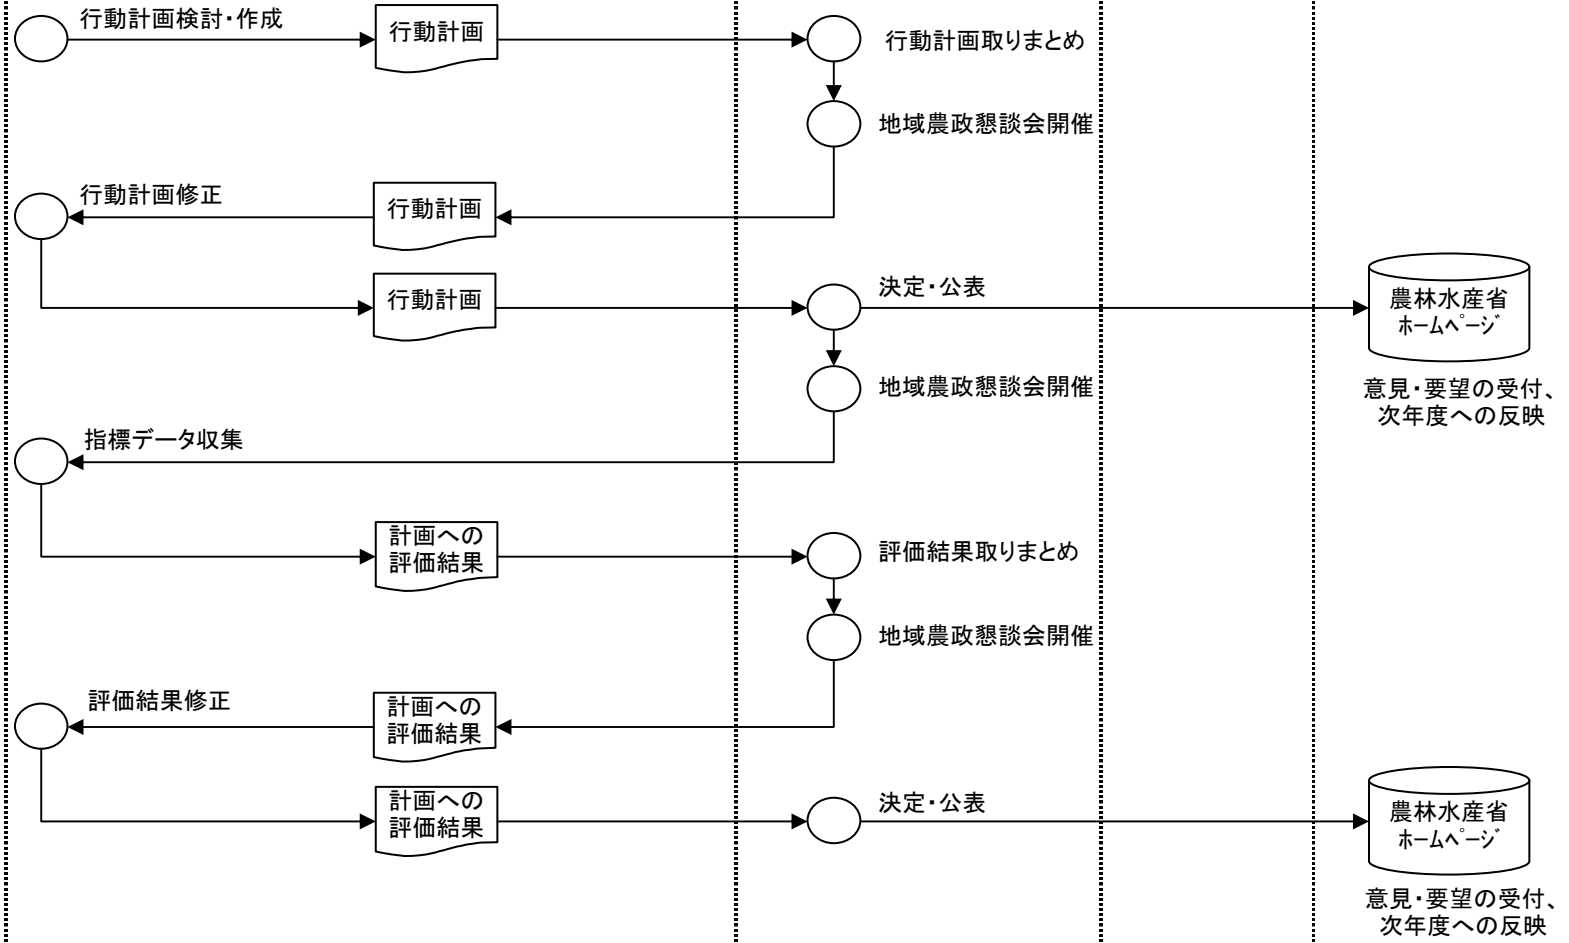 行動計画検討・作成
行動計画
行動計画取りまとめ
地域農政懇談会開催
行動計画修正
行動計画
行動計画
決定・公表
農林水産省
ﾎｰﾑﾍﾟｰｼﾞ
地域農政懇談会開催
意見・要望の受付、
次年度への反映
指標データ収集
計画への
評価結果
評価結果取りまとめ
地域農政懇談会開催
評価結果修正
計画への
評価結果
計画への
評価結果
決定・公表
農林水産省
ﾎｰﾑﾍﾟｰｼﾞ
意見・要望の受付、
次年度への反映